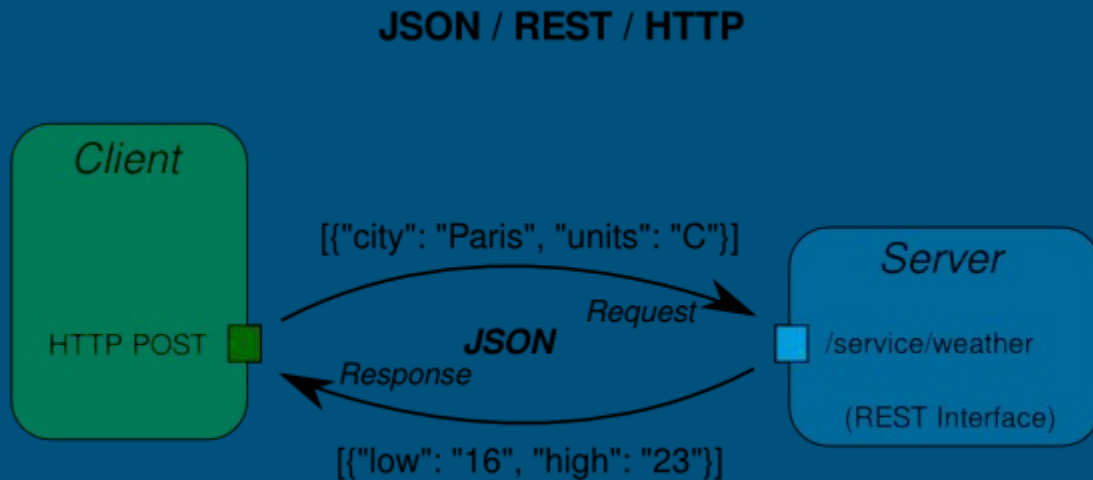 JSON / REST / HTTP
Client
[{"city": "Paris", "units": "C"}]
Server
Request
HTTP POST
JSON
/service/weather
Response
(REST Interface)
[{"low": "16", "high": "23"}]